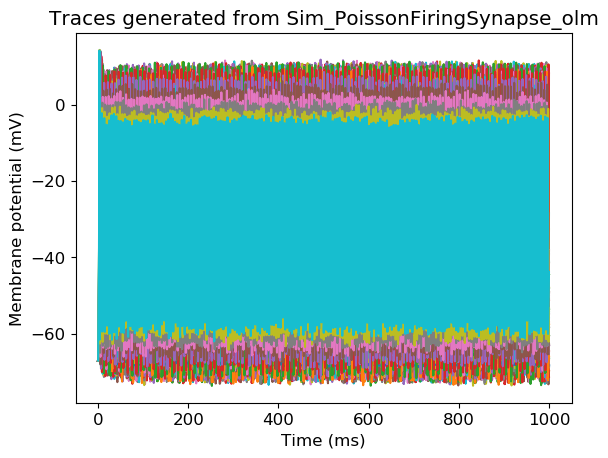 Traces generated from Sim_PoissonFiringSynapse_olm
Membrane potential (mV)
0
−20
−40
−60
0 200 400 600 800 1000
Time (ms)